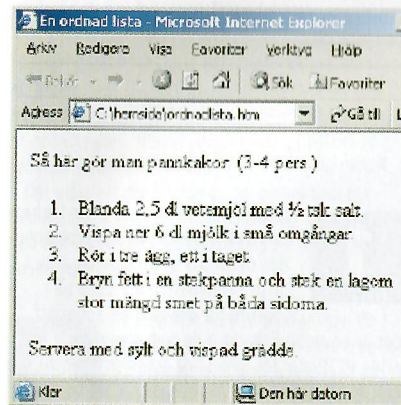 En ordnad lista - Microsoft Internet Explorer
Arkiv Redigera Visa Favoriter Verktyg Hjälp
Sök Favoriter
Adress C:\hemsida\ordnadlista.htm Gå till
Så här gör man pannkakor (3-4 pers.)
1. Blanda 2,5 dl vetemjöl med ½ tsk salt.
2. Vispa ner 6 dl mjölk i små omgångar.
3. Rör i tre ägg, ett i taget.
4. Bryn fett i en stekpanna och stek en lagom
stor mängd smet på båda sidorna.
Servera med sylt och vispad grädde.
Klar Den här datorn